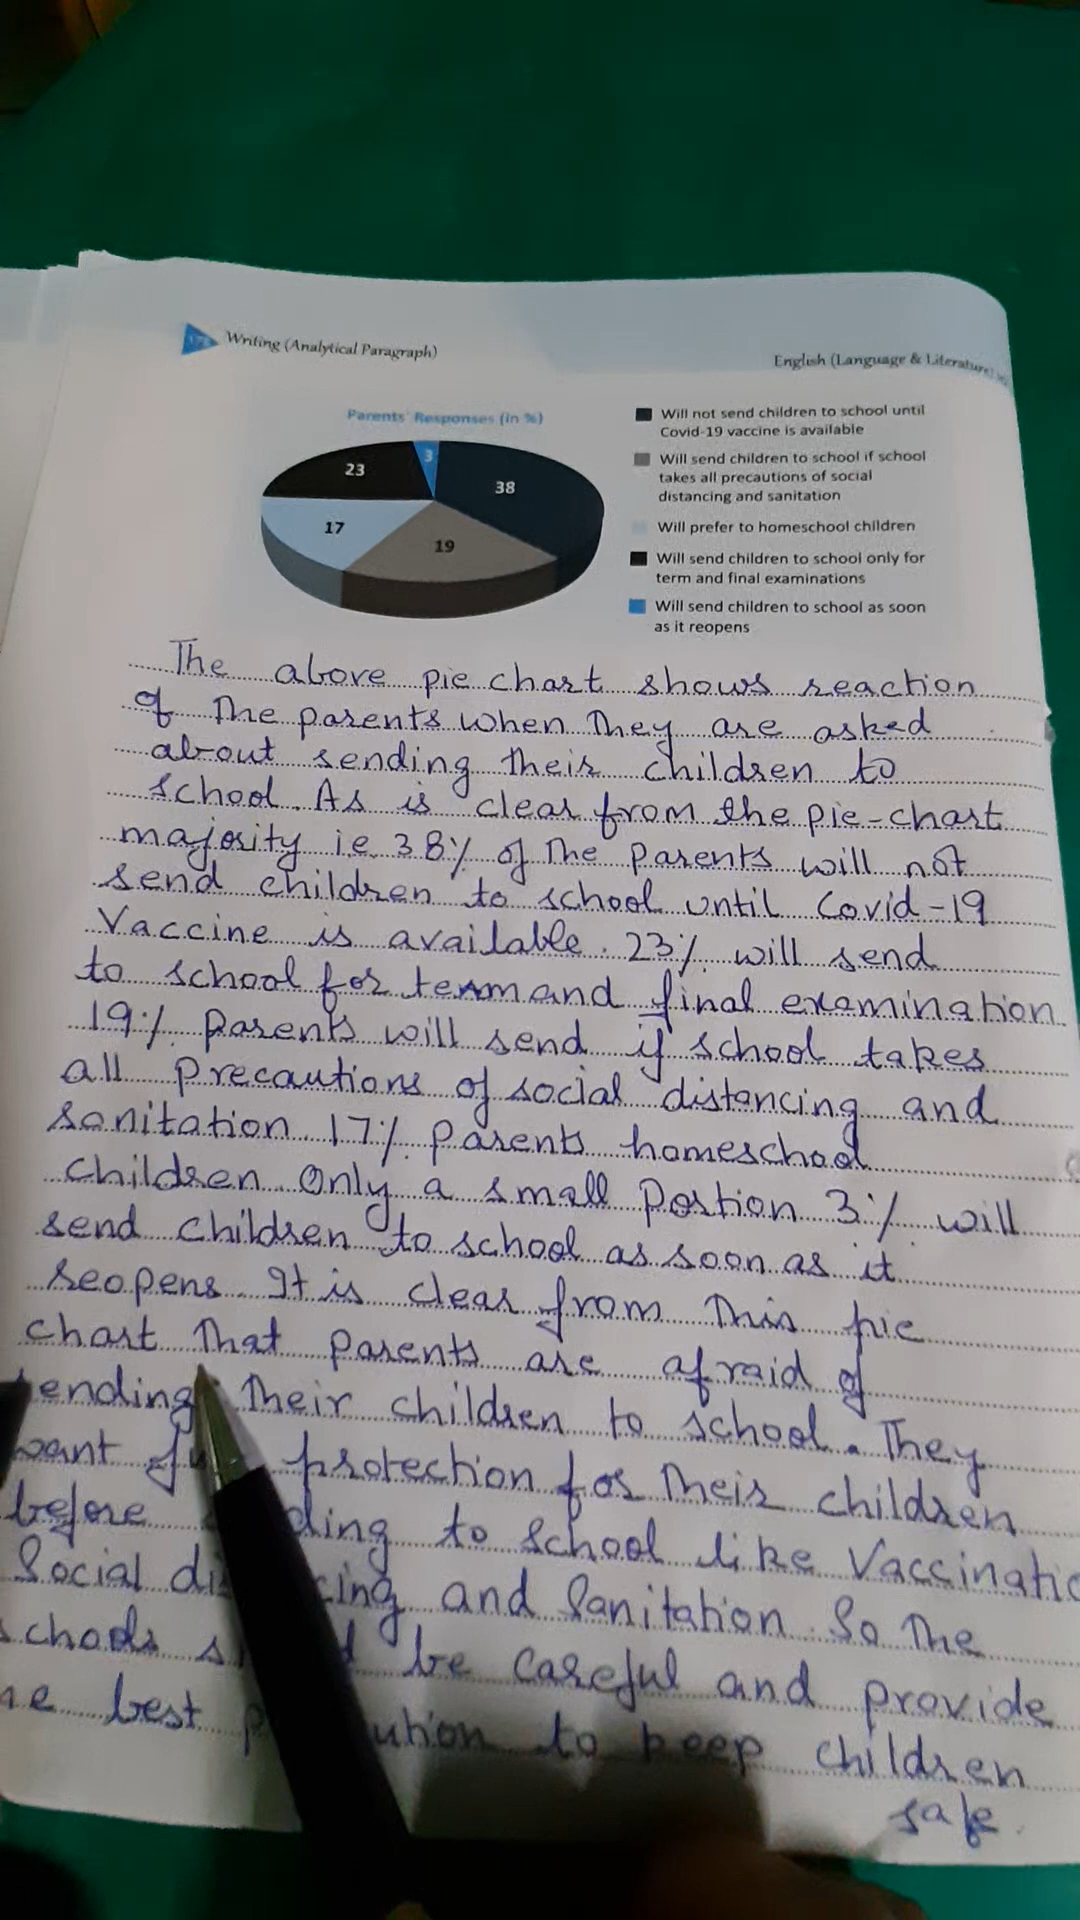 Writing (Analytical Paragraph)
English (Language & Literature)
Parents' Responses (in %)
23
3
38
17
19
Will not send children to school until
Covid-19 vaccine is available
Will send children to school if school
takes all precautions of social
distancing and sanitation
Will prefer to homeschool children
Will send children to school only for
term and final examinations
Will send children to school as soon
as it reopens
The above pie chart shows reaction
of the parents when they are asked
about sending their children to
school. As is clear from the pie-chart
majority i.e. 38% of the parents will not
send children to school until Covid-19
Vaccine is available. 23% will send
to school for term and final examination.
19% parents will send if school takes
all precautions of social distancing and
sanitation. 17% parents homeschool
children. Only a small portion 3% will
send children to school as soon as it
reopens. It is clear from this pie
chart that parents are afraid of
sending their children to school. They
want protection for their children
before to school like Vaccinatio
Social and Sanitation. So the
schools be careful and provide
best to keep children
safe.